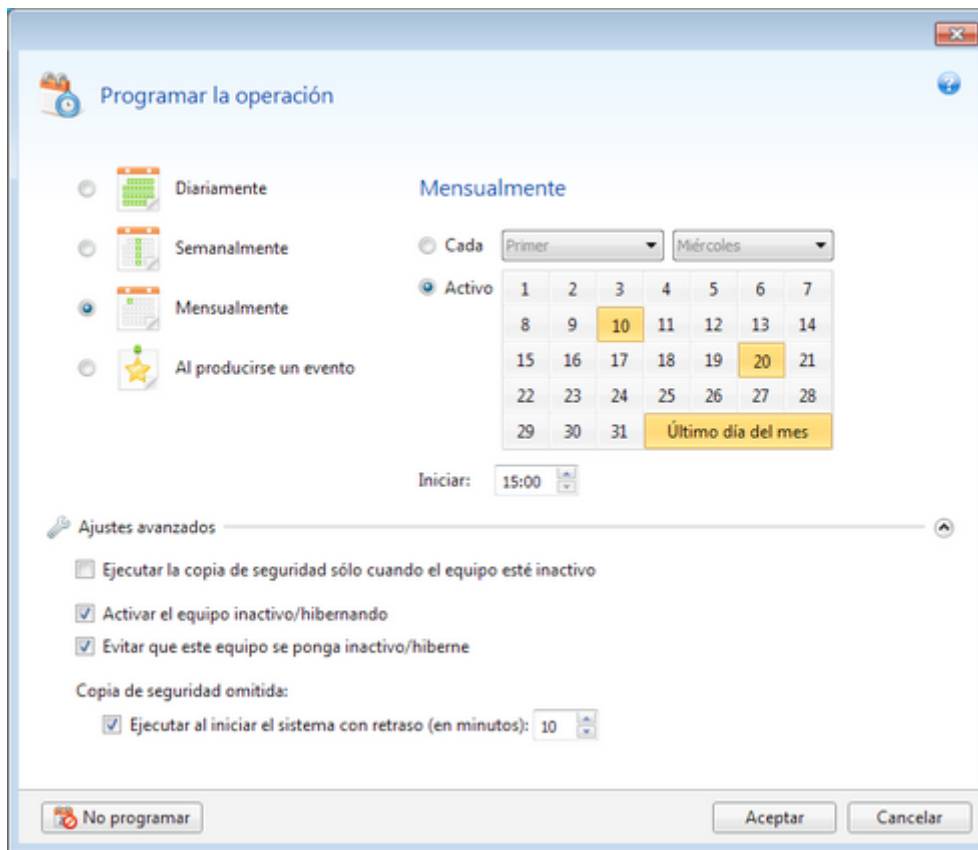 Programar la operación
Diariamente
Semanalmente
Mensualmente
Al producirse un evento
Mensualmente
Cada Primer Miércoles
Activo 1 2 3 4 5 6 7
8 9 10 11 12 13 14
15 16 17 18 19 20 21
22 23 24 25 26 27 28
29 30 31 Último día del mes
Iniciar: 15:00
Ajustes avanzados
Ejecutar la copia de seguridad sólo cuando el equipo esté inactivo
Activar el equipo inactivo/hibernando
Evitar que este equipo se ponga inactivo/hiberne
Copia de seguridad omitida:
Ejecutar al iniciar el sistema con retraso (en minutos): 10
No programar Aceptar Cancelar